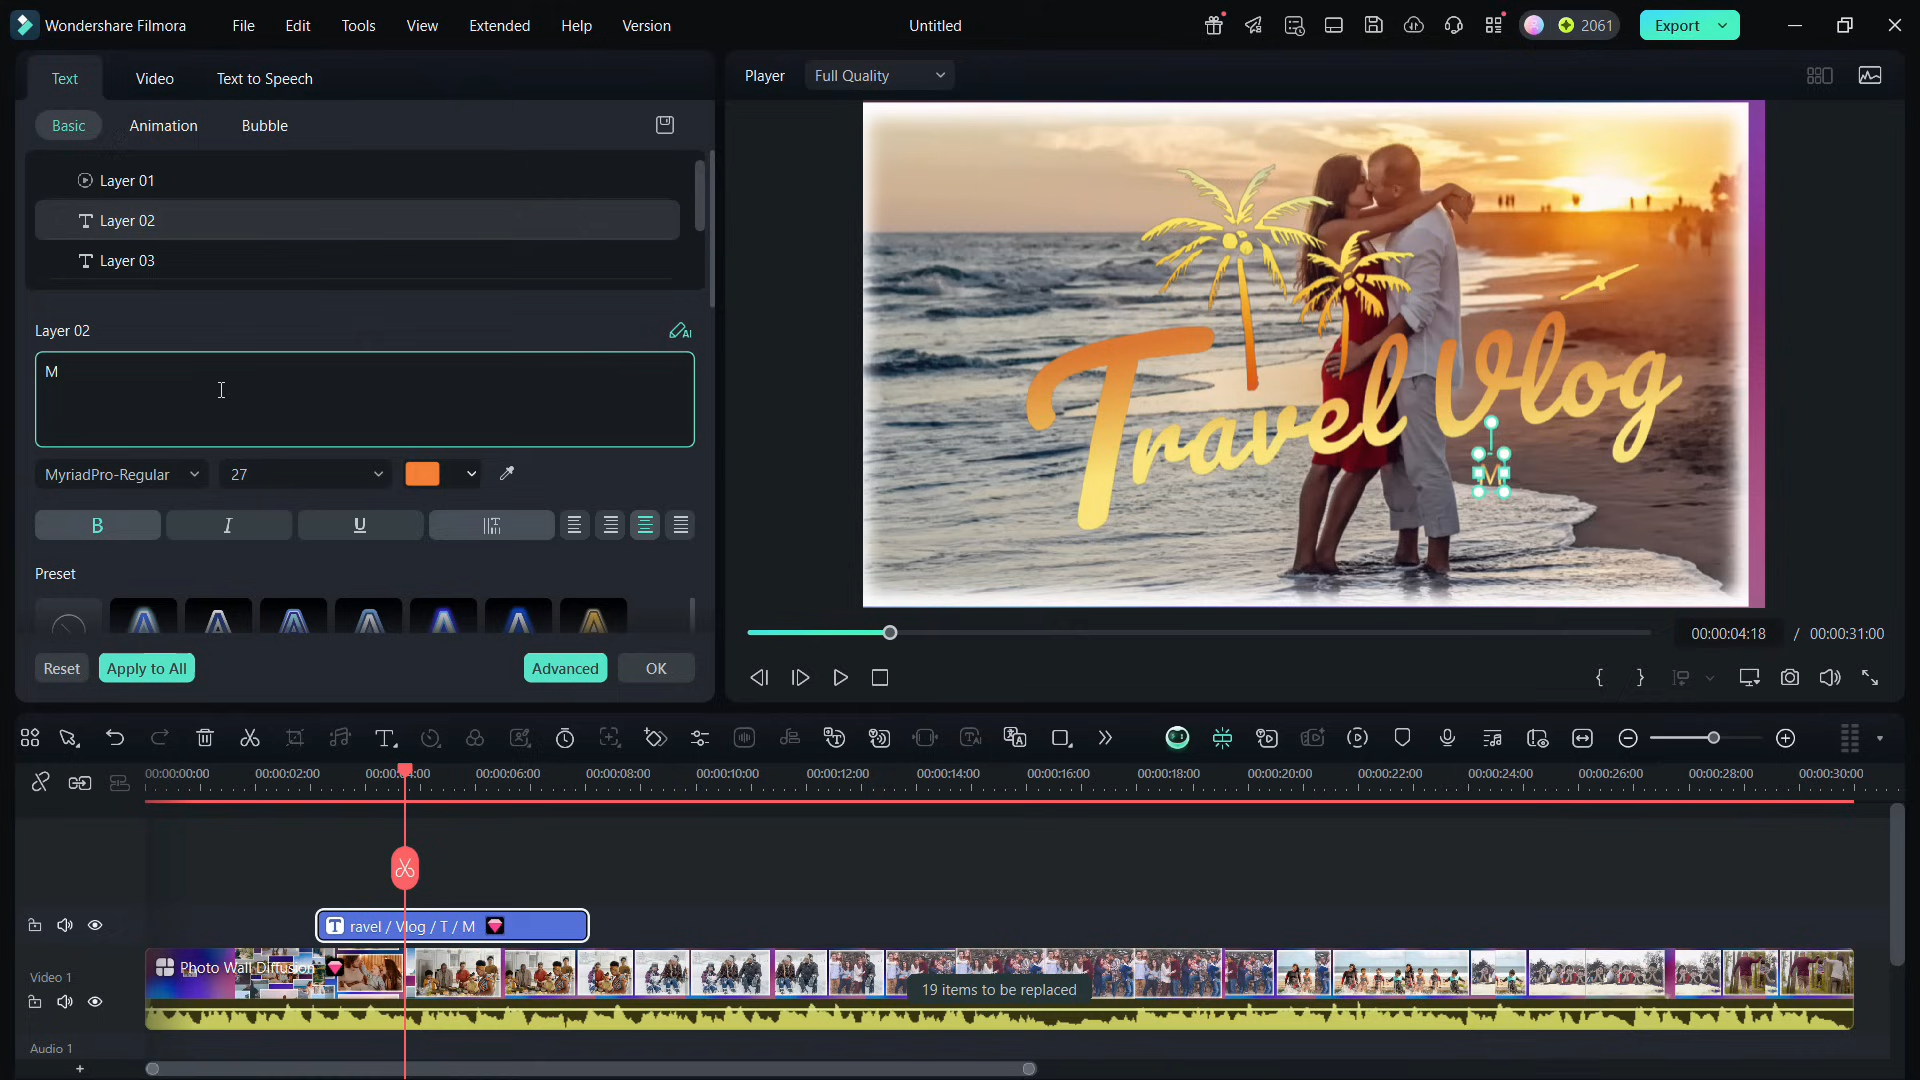 Wondershare Filmora File Edit Tools View Extended Help Version Untitled 2061 Export
Text Video Text to Speech
Player Full Quality
Basic Animation Bubble
Layer 01
Layer 02
Layer 03
Layer 02
AI
M
MyriadPro-Regular 27
B I U
Preset
Reset Apply to All Advanced OK
Travel Vlog
M
00:00:04:18 / 00:00:31:00
00:00:00:00 00:00:02:00 00:00:04:00 00:00:06:00 00:00:08:00 00:00:10:00 00:00:12:00 00:00:14:00 00:00:16:00 00:00:18:00 00:00:20:00 00:00:22:00 00:00:24:00 00:00:26:00 00:00:28:00 00:00:30:00
T ravel / Vlog / T / M
Photo Wall Diffusion
Video 1
19 items to be replaced
Audio 1